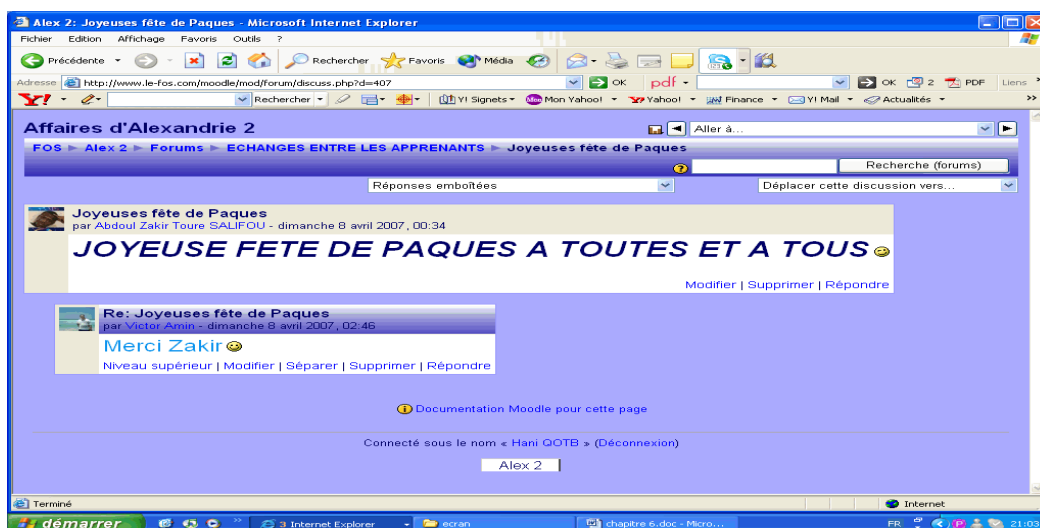 Alex 2: Joyeuses fête de Paques - Microsoft Internet Explorer
Fichier Edition Affichage Favoris Outils ?
Précédente Rechercher Favoris Média
Adresse http://www.le-fos.com/moodle/mod/forum/discuss.php?d=407 OK pdf OK 2 PDF Liens »
Y! Rechercher Y! Signets Mon Yahoo! Yahoo! Finance Y! Mail Actualités »
Affaires d'Alexandrie 2 Aller à...
FOS ► Alex 2 ► Forums ► ECHANGES ENTRE LES APPRENANTS ► Joyeuses fête de Paques
Recherche (forums)
Réponses emboîtées Déplacer cette discussion vers...
Joyeuses fête de Paques
par Abdoul Zakir Toure SALIFOU - dimanche 8 avril 2007, 00:34
JOYEUSE FETE DE PAQUES A TOUTES ET A TOUS
Modifier | Supprimer | Répondre
Re: Joyeuses fête de Paques
par Victor Amin - dimanche 8 avril 2007, 02:46
Merci Zakir
Niveau supérieur | Modifier | Séparer | Supprimer | Répondre
Documentation Moodle pour cette page
Connecté sous le nom « Hani QOTB » (Déconnexion)
Alex 2
Terminé Internet
démarrer » 3 Internet Explorer ecran chapitre 6.doc - Micro... FR 21:03